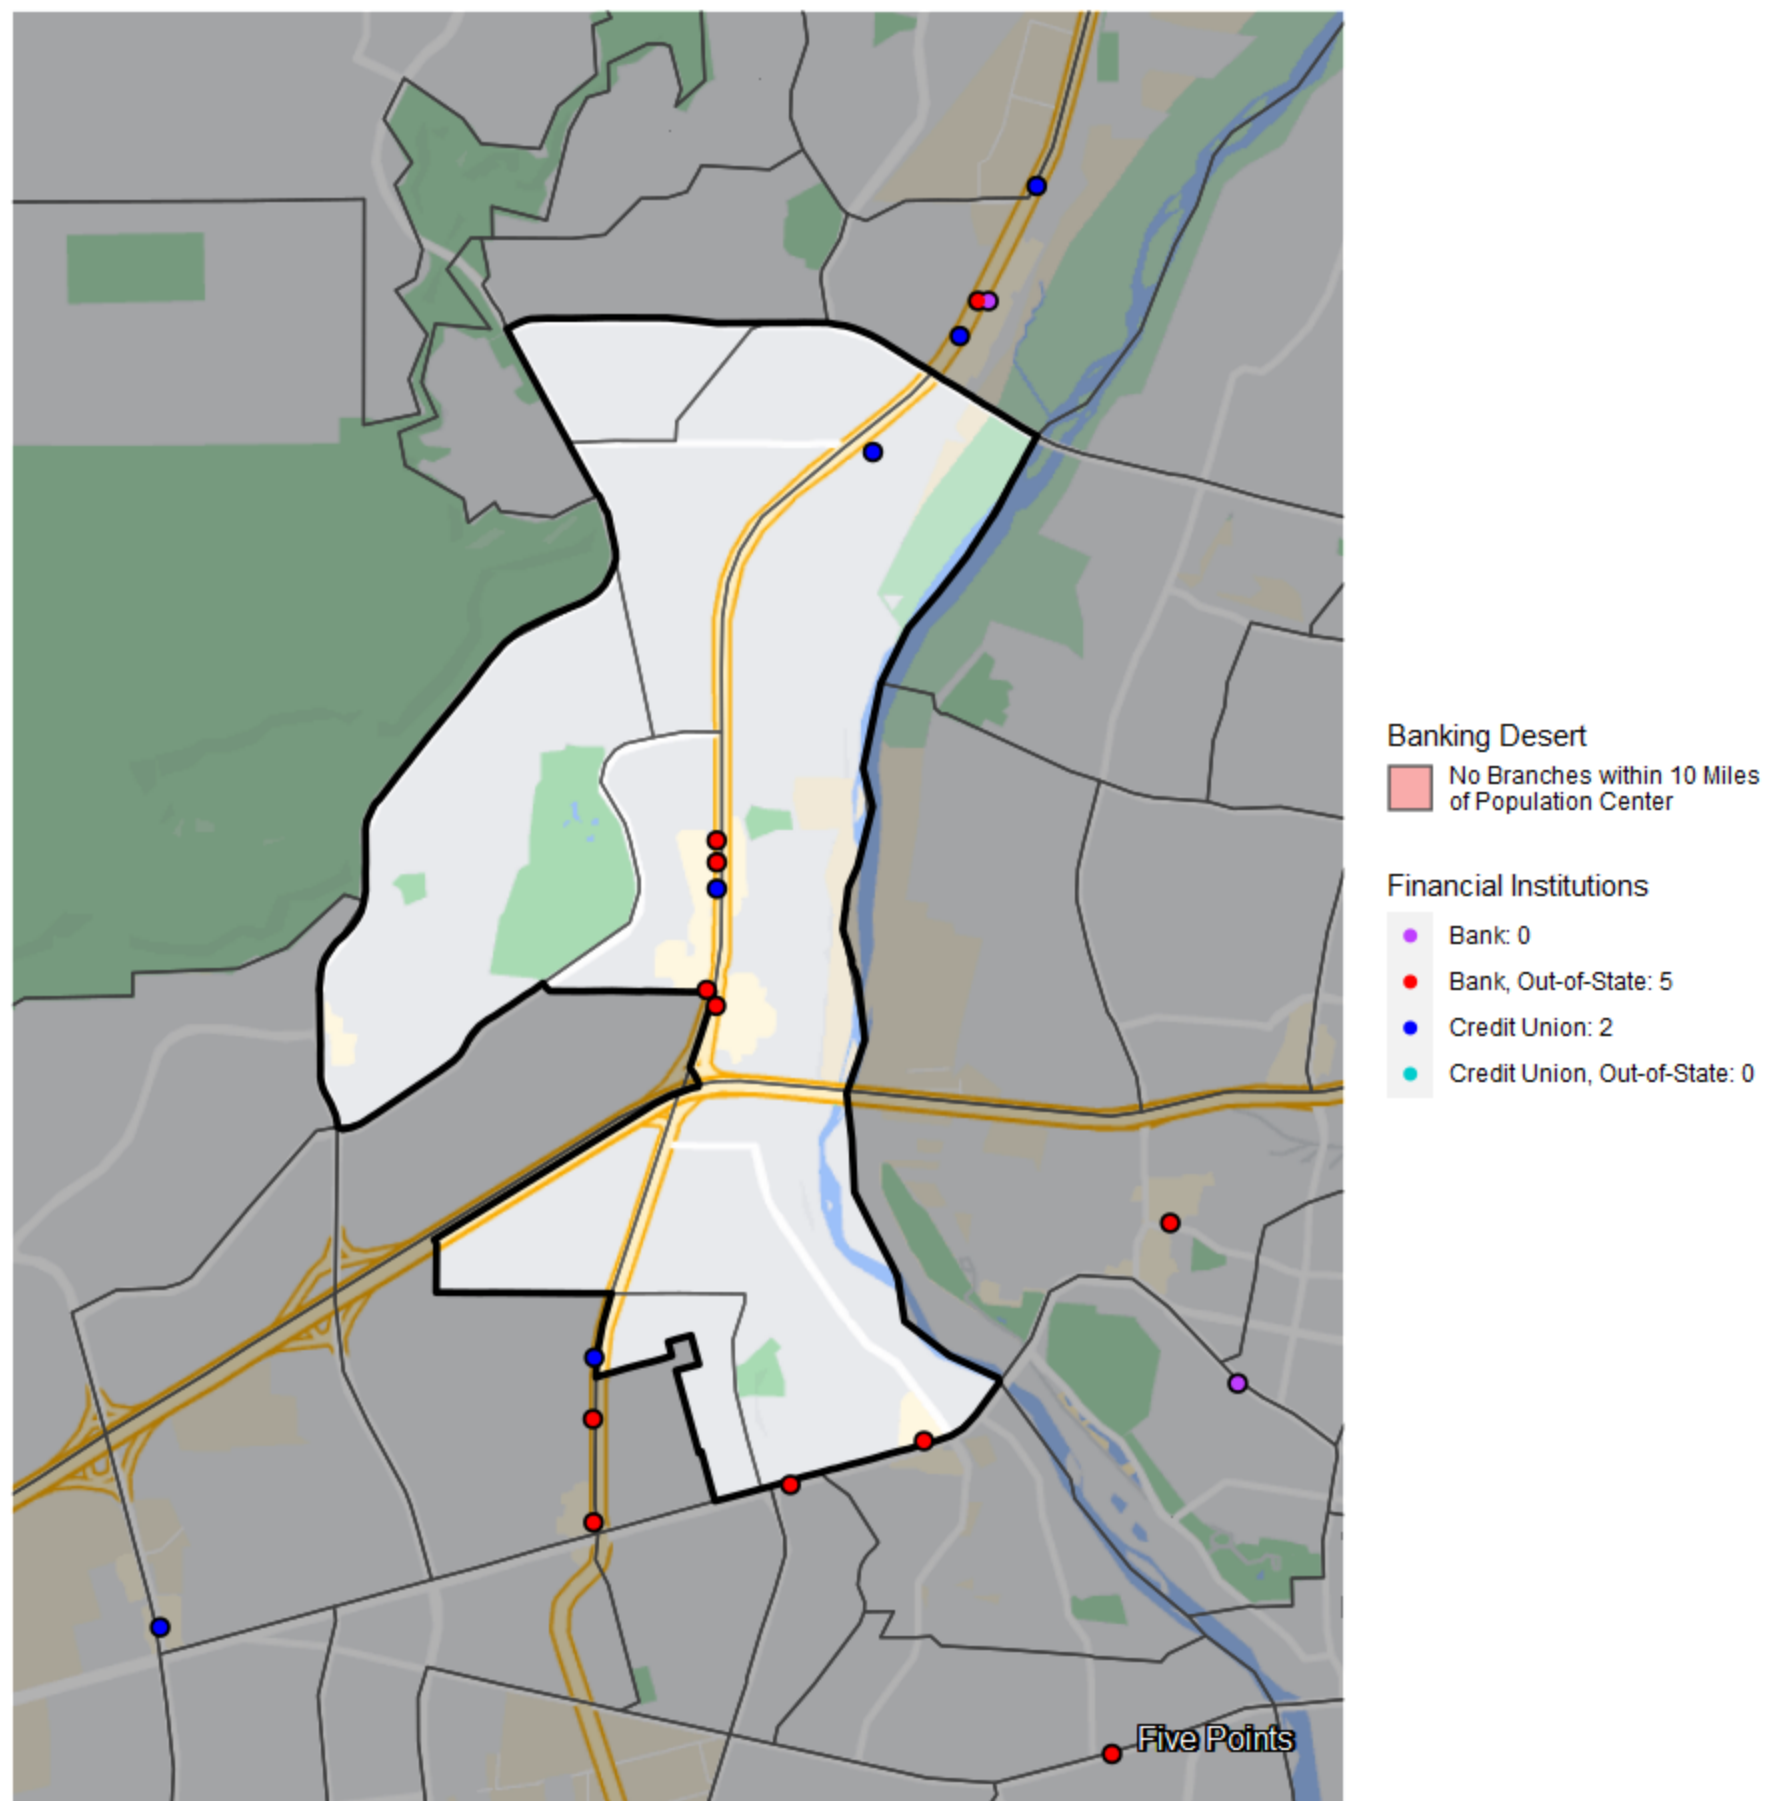 Banking Desert
No Branches within 10 Miles
of Population Center
Financial Institutions
Bank: 0
Bank, Out-of-State: 5
Credit Union: 2
Credit Union, Out-of-State: 0
Five Points